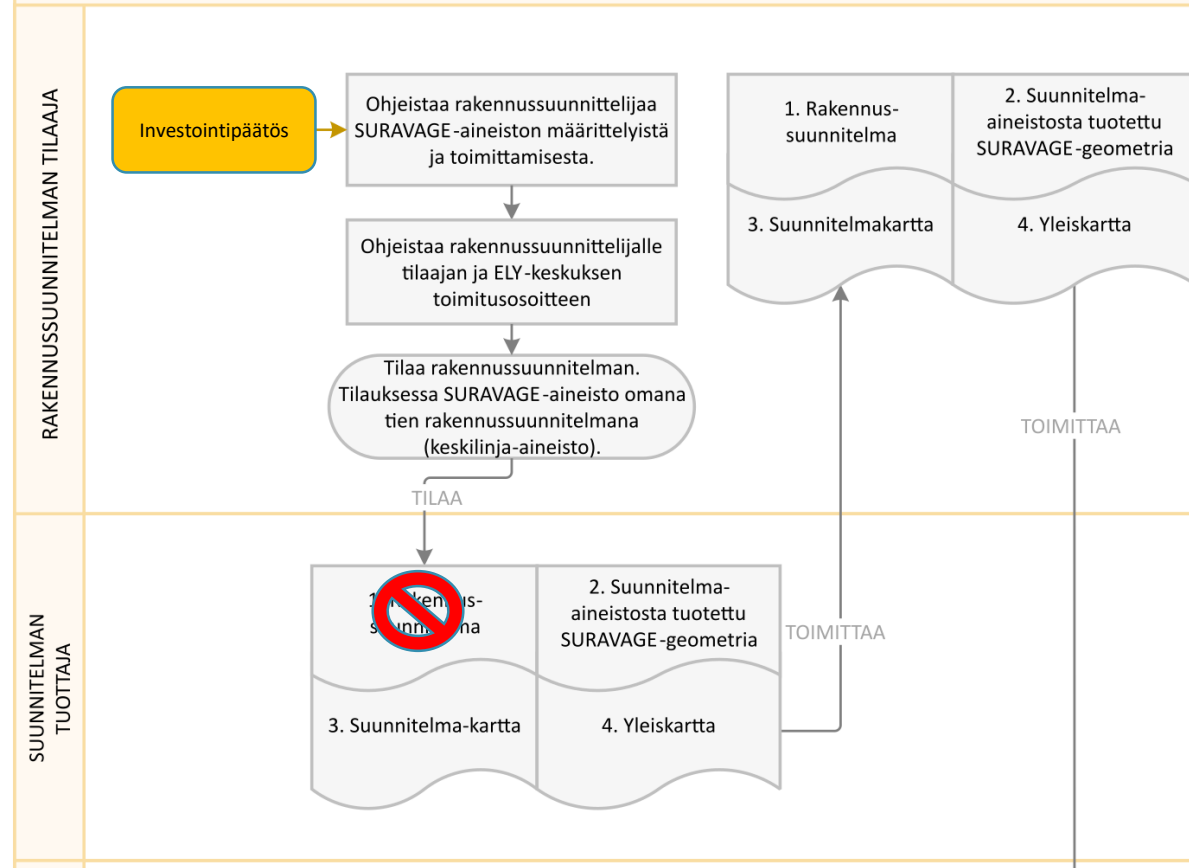 RAKENNUSSUUNNITELMAN TILAAJA
Investointipäätös
Ohjeistaa rakennussuunnittelijaa
SURAVAGE-aineiston määrittelyistä
ja toimittamisesta.
Ohjeistaa rakennussuunnittelijalle
tilaajan ja ELY-keskuksen
toimitusosoitteen
Tilaa rakennussuunnitelman.
Tilauksessa SURAVAGE-aineisto omana
tien rakennussuunnitelmana
(keskilinja-aineisto).
TILAA
1. Rakennus-
suunnitelma
2. Suunnitelma-
aineistosta tuotettu
SURAVAGE-geometria
3. Suunnitelmakartta
4. Yleiskartta
TOIMITTAA
SUUNNITELMAN
TUOTTAJA
2. Suunnitelma-
aineistosta tuotettu
SURAVAGE-geometria
3. Suunnitelma-kartta
4. Yleiskartta
TOIMITTAA